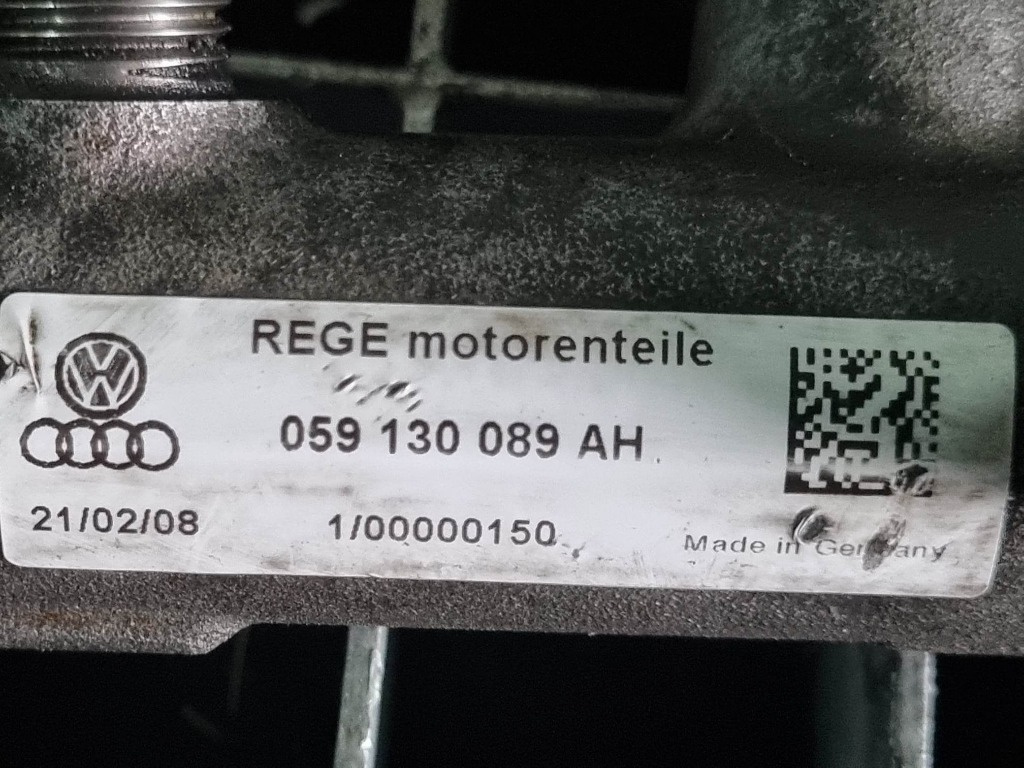 REGE motorenteile
059 130 089 AH
21/02/08 1/00000150
Made in Germany